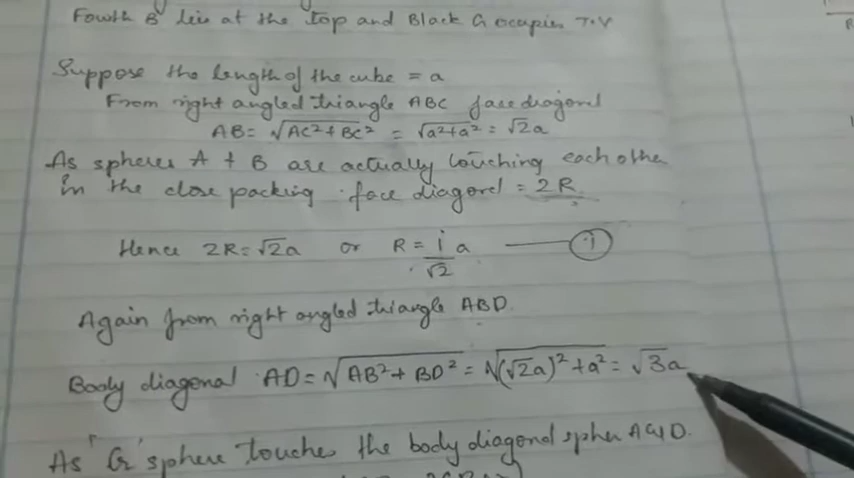 Fourth B lies at the top and Black G occupies T.V
Suppose the length of the cube = a
From right angled triangle ABC face diagonal
AB = √AC²+BC² = √a²+a² = √2a
As spheres A + B are actually touching each othe
in the close packing . face diagonal = 2R
Hence 2R = √2a or R = 1/√2 a —— ①
Again from right angled triangle ABD.
Body diagonal AD = √AB²+BD² = √(√2a)²+a² = √3a
As 'G' sphere touches the body diagonal spher A & D.